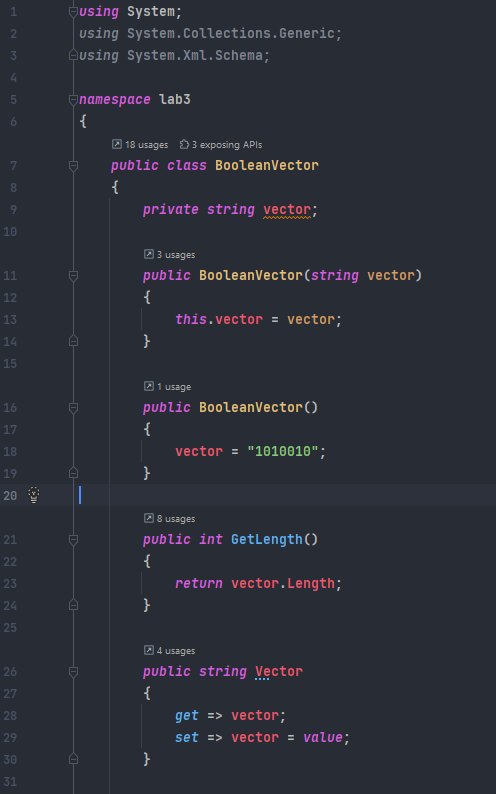 1 using System;
2 using System.Collections.Generic;
3 using System.Xml.Schema;
4
5 namespace lab3
6 {
18 usages 3 exposing APIs
7 public class BooleanVector
8 {
9 private string vector;
10
3 usages
11 public BooleanVector(string vector)
12 {
13 this.vector = vector;
14 }
15
1 usage
16 public BooleanVector()
17 {
18 vector = "1010010";
19 }
20
8 usages
21 public int GetLength()
22 {
23 return vector.Length;
24 }
25
4 usages
26 public string Vector
27 {
28 get => vector;
29 set => vector = value;
30 }
31